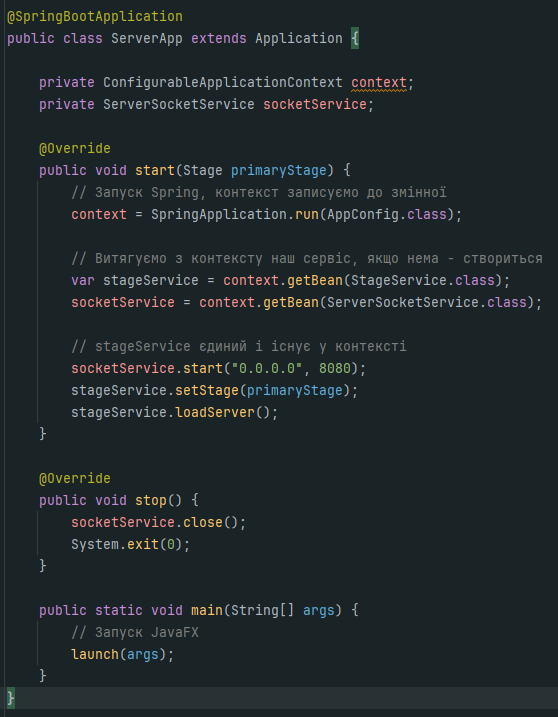 @SpringBootApplication
public class ServerApp extends Application {
private ConfigurableApplicationContext context;
private ServerSocketService socketService;
@Override
public void start(Stage primaryStage) {
// Запуск Spring, контекст записуємо до змінної
context = SpringApplication.run(AppConfig.class);
// Витягуємо з контексту наш сервіс, якщо нема - створиться
var stageService = context.getBean(StageService.class);
socketService = context.getBean(ServerSocketService.class);
// stageService єдиний і існує у контексті
socketService.start("0.0.0.0", 8080);
stageService.setStage(primaryStage);
stageService.loadServer();
}
@Override
public void stop() {
socketService.close();
System.exit(0);
}
public static void main(String[] args) {
// Запуск JavaFX
launch(args);
}
}